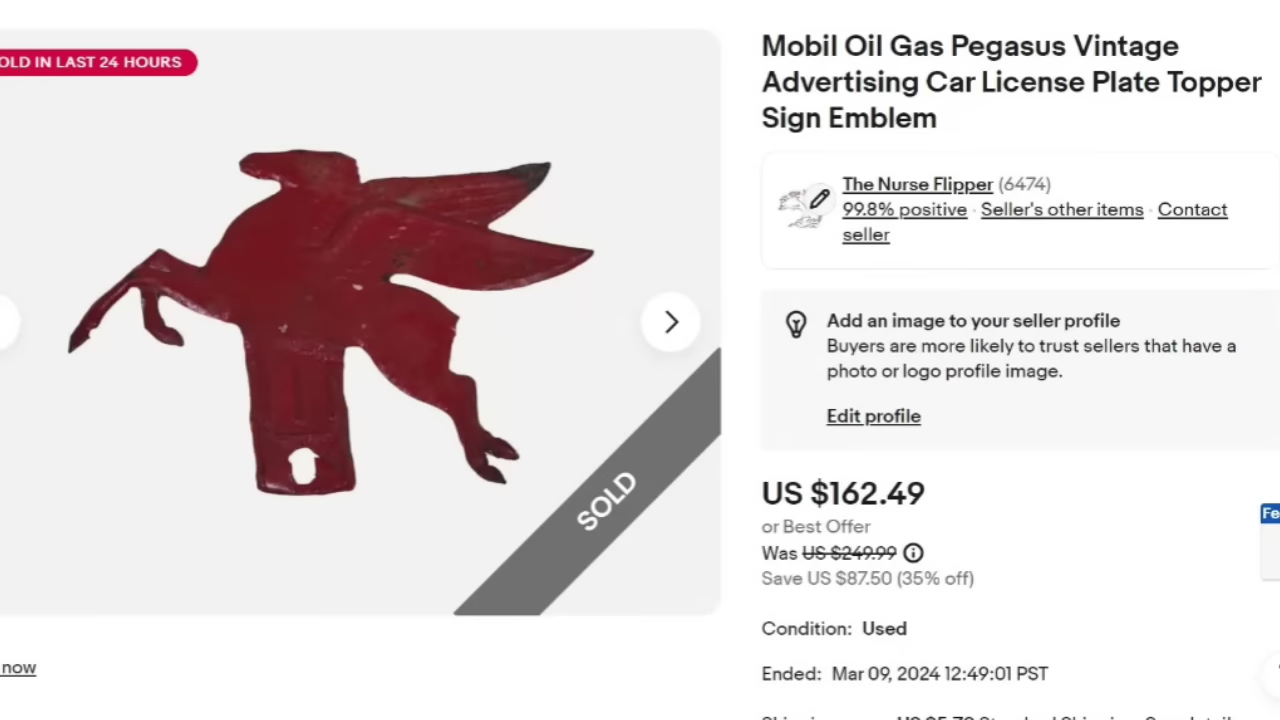 OLD IN LAST 24 HOURS
SOLD
now
Mobil Oil Gas Pegasus Vintage
Advertising Car License Plate Topper
Sign Emblem
The Nurse Flipper (6474)
99.8% positive · Seller's other items · Contact
seller
Add an image to your seller profile
Buyers are more likely to trust sellers that have a
photo or logo profile image.
Edit profile
US $162.49
or Best Offer
Was US $249.99
Save US $87.50 (35% off)
Fe
Condition: Used
Ended: Mar 09, 2024 12:49:01 PST